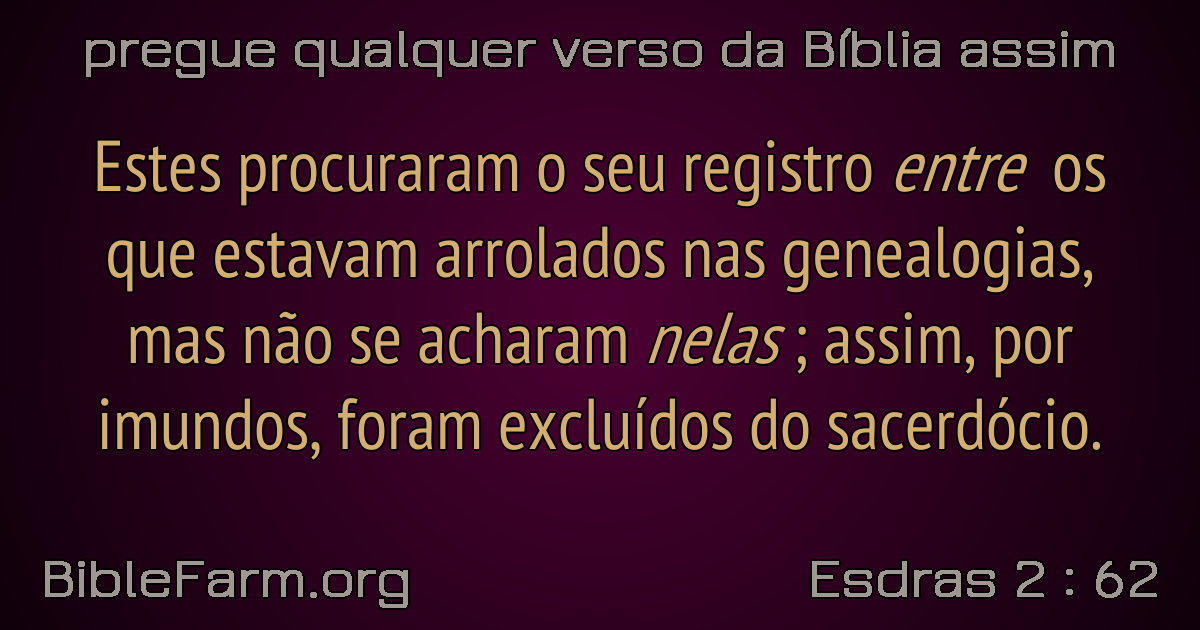 pregue qualquer verso da Bíblia assim
Estes procuraram o seu registro entre os
que estavam arrolados nas genealogias,
mas não se acharam nelas ; assim, por
imundos, foram excluídos do sacerdócio.
BibleFarm.org
Esdras 2 : 62